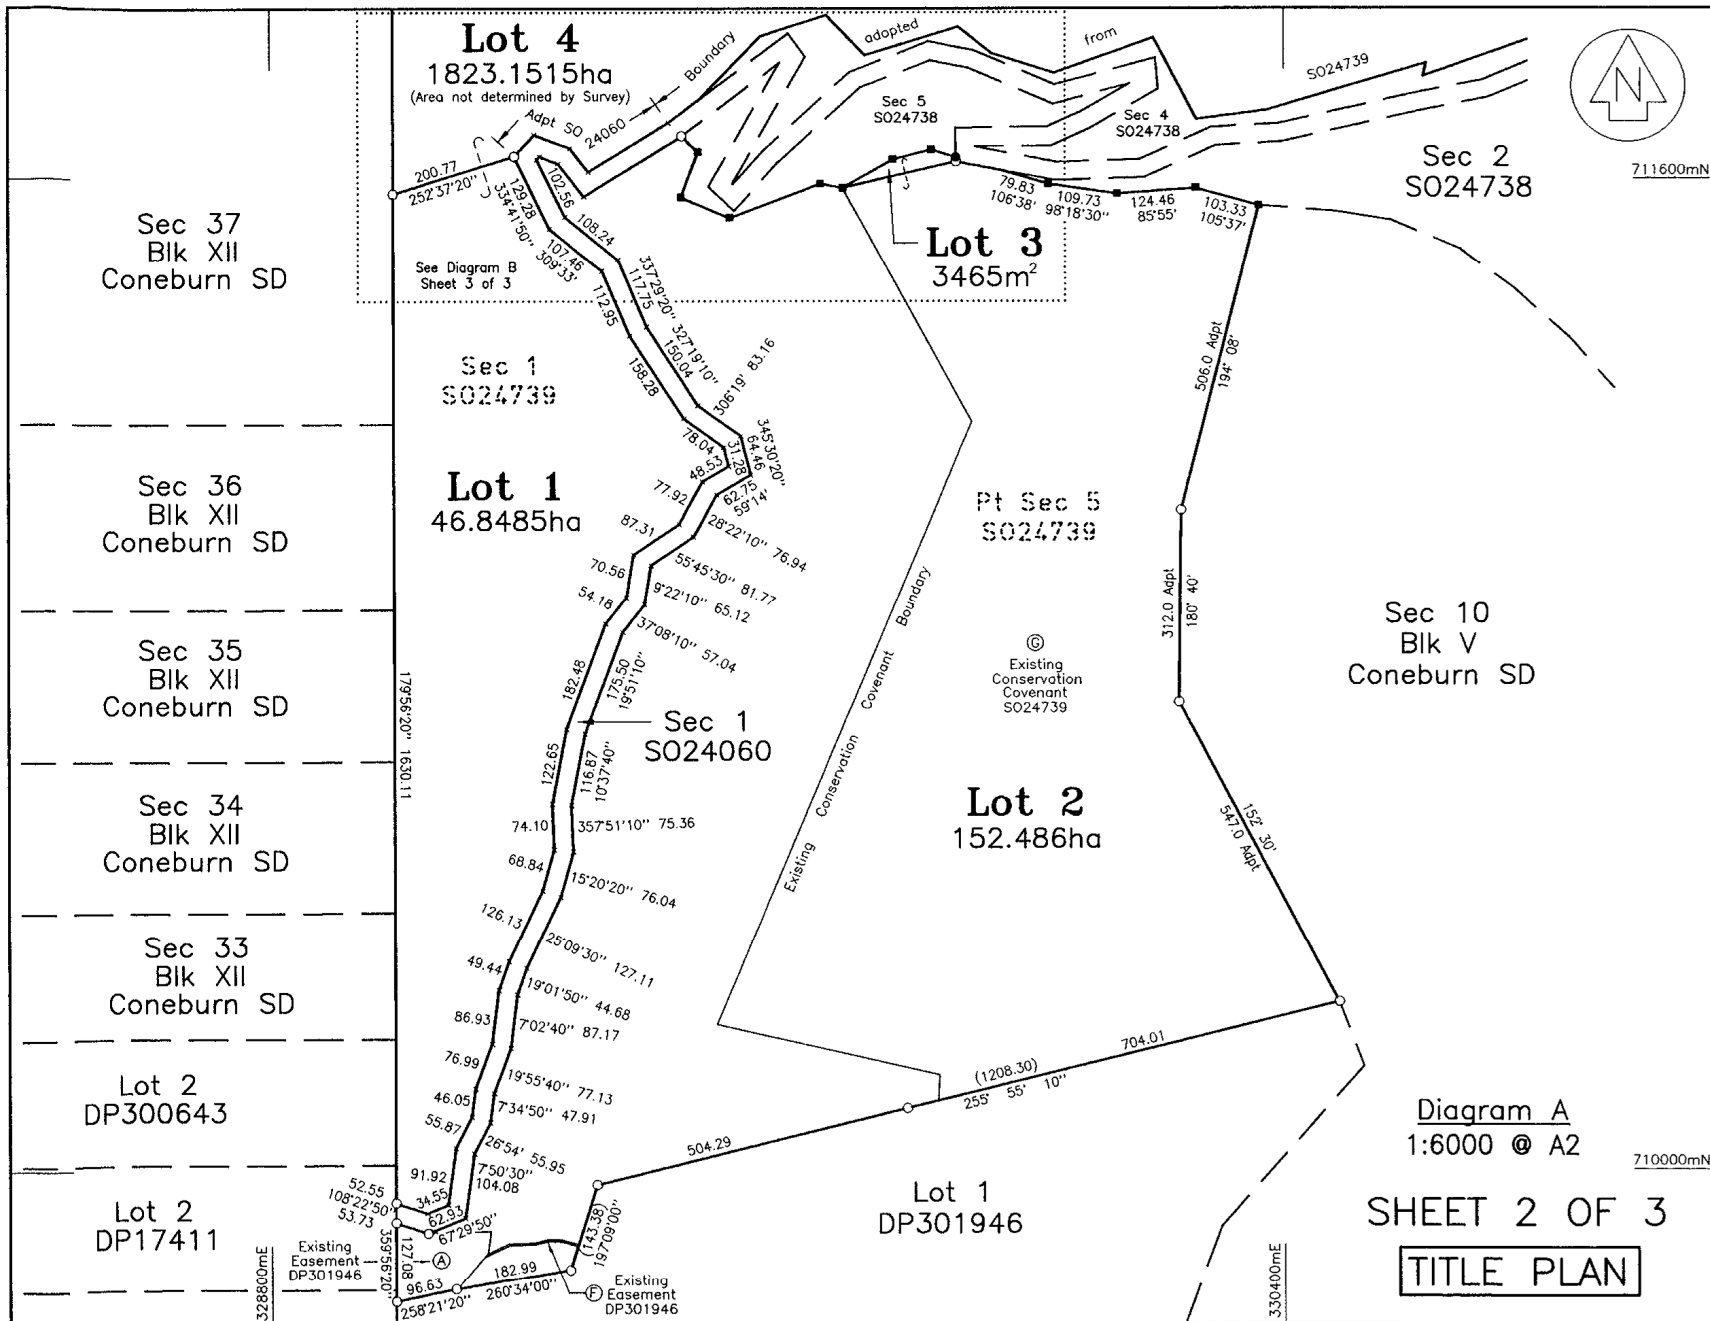 Lot 4
1823.1515ha
(Area not determined by Survey)
Boundary
adopted
from
SO24739
N
Adpt SO 24060
Sec 5
SO24738
Sec 4
SO24738
Sec 2
SO24738
711600mN
200.77
252°37'20"
129.28
334°41'50"
102.56
108.24
107.46
309°33'
79.83
106°38'
109.73
98°18'30"
124.46
85°55'
103.33
105°37'
Sec 37
Blk XII
Coneburn SD
See Diagram B
Sheet 3 of 3
Lot 3
3465m²
337°29'20"
117.75
112.95
327°19'10"
150.04
158.28
306°19' 83.16
Sec 1
SO24739
506.0 Adpt
194° 08'
78.04
31.28
345°30'20"
64.46
48.53
62.75
59°14'
77.92
Lot 1
46.8485ha
Sec 36
Blk XII
Coneburn SD
87.31
28°22'10" 76.94
Pt Sec 5
SO24739
70.56
55°45'30" 81.77
54.18
9°22'10" 65.12
37°08'10" 57.04
312.0 Adpt
180° 40'
Sec 10
Blk V
Coneburn SD
Existing Conservation Covenant Boundary
G
Existing
Conservation
Covenant
SO24739
Sec 35
Blk XII
Coneburn SD
179°56'20" 1630.11
182.48
175.50
19°51'10"
Sec 1
SO24060
122.65
116.87
10°37'40"
Sec 34
Blk XII
Coneburn SD
74.10
357°51'10" 75.36
Lot 2
152.486ha
152° 30'
547.0 Adpt
68.84
15°20'20" 76.04
126.13
25°09'30" 127.11
Sec 33
Blk XII
Coneburn SD
49.44
19°01'50" 44.68
86.93
7°02'40" 87.17
76.99
19°55'40" 77.13
704.01
(1208.30)
255° 55' 10"
Lot 2
DP300643
46.05
7°34'50" 47.91
55.87
26°54' 55.95
504.29
Diagram A
1:6000 @ A2
710000mN
91.92
7°50'30"
104.08
52.55
108°22'50"
53.73
34.55
62.93
67°29'50"
Lot 2
DP17411
(143.38)
197°09'00"
Lot 1
DP301946
SHEET 2 OF 3
TITLE PLAN
Existing
Easement
DP301946
A
127.08
359°56'20"
96.63
258°21'20"
182.99
260°34'00"
F
Existing
Easement
DP301946
328800mE
330400mE